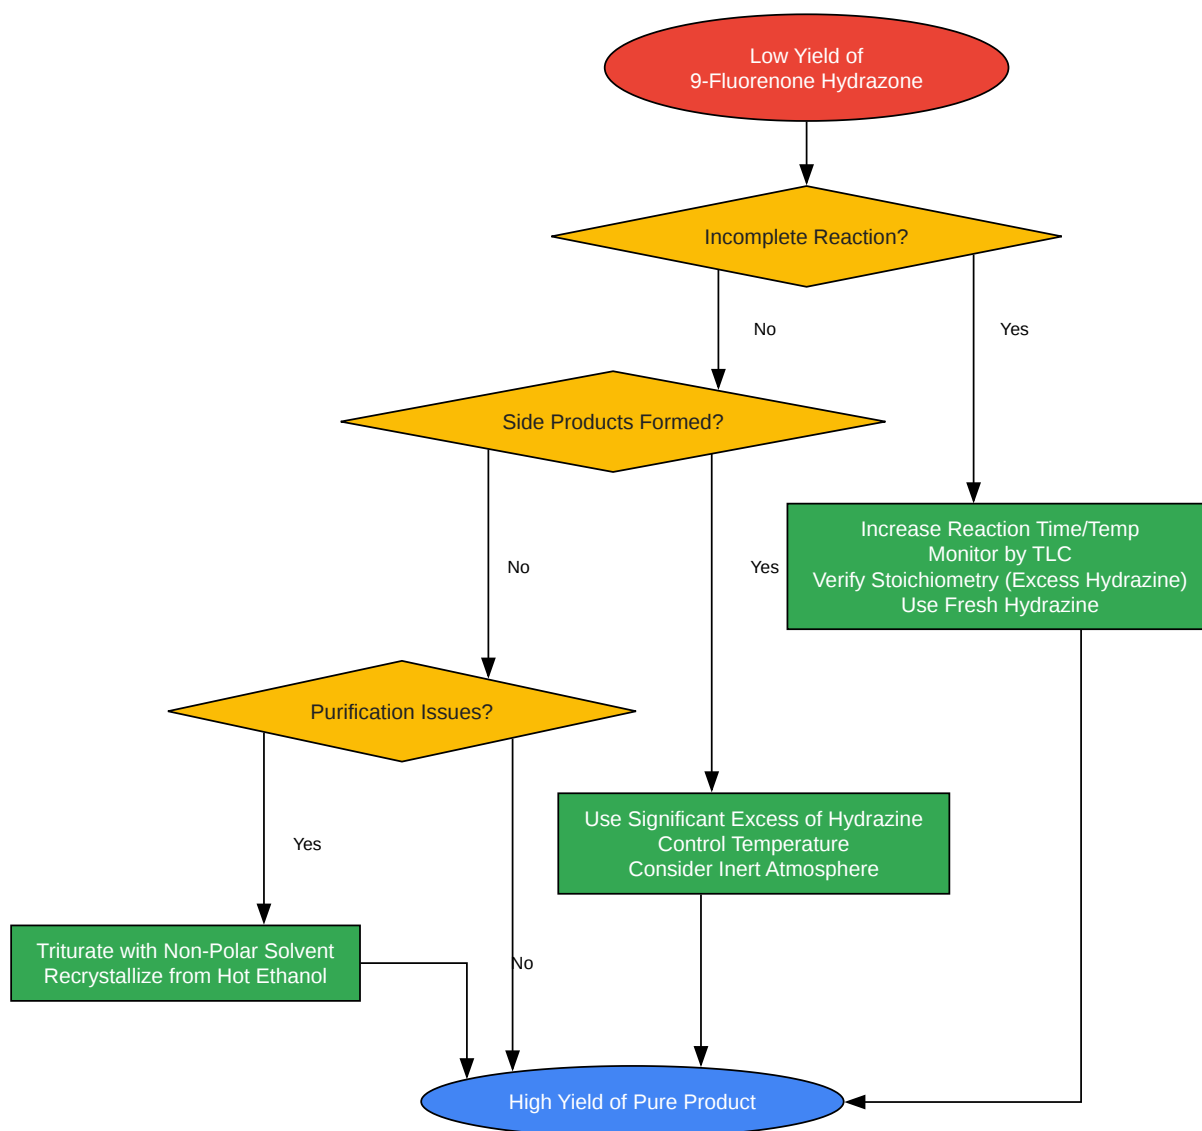 Low Yield of
9-Fluorenone Hydrazone
Incomplete Reaction?
No
Yes
Side Products Formed?
Increase Reaction Time/Temp
Monitor by TLC
Verify Stoichiometry (Excess Hydrazine)
Use Fresh Hydrazine
No
Yes
Purification Issues?
Use Significant Excess of Hydrazine
Control Temperature
Consider Inert Atmosphere
Yes
Triturate with Non-Polar Solvent
Recrystallize from Hot Ethanol
No
High Yield of Pure Product